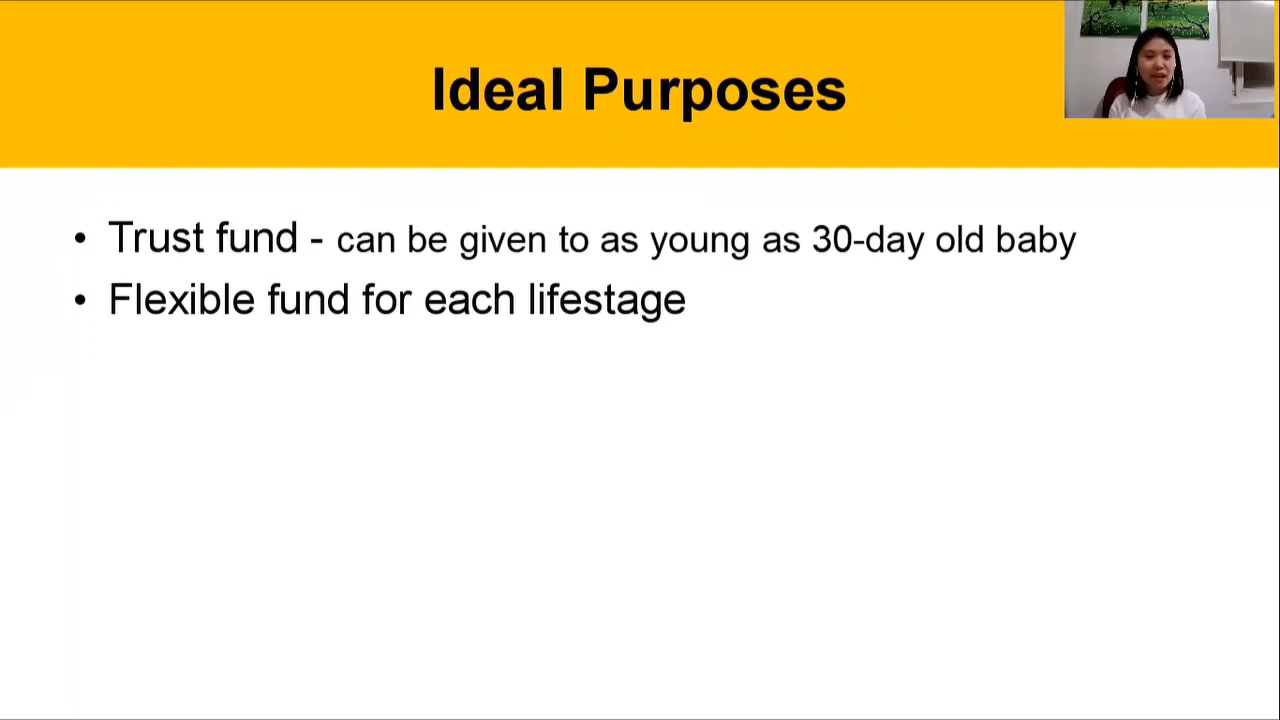 Ideal Purposes
• Trust fund - can be given to as young as 30-day old baby
• Flexible fund for each lifestage